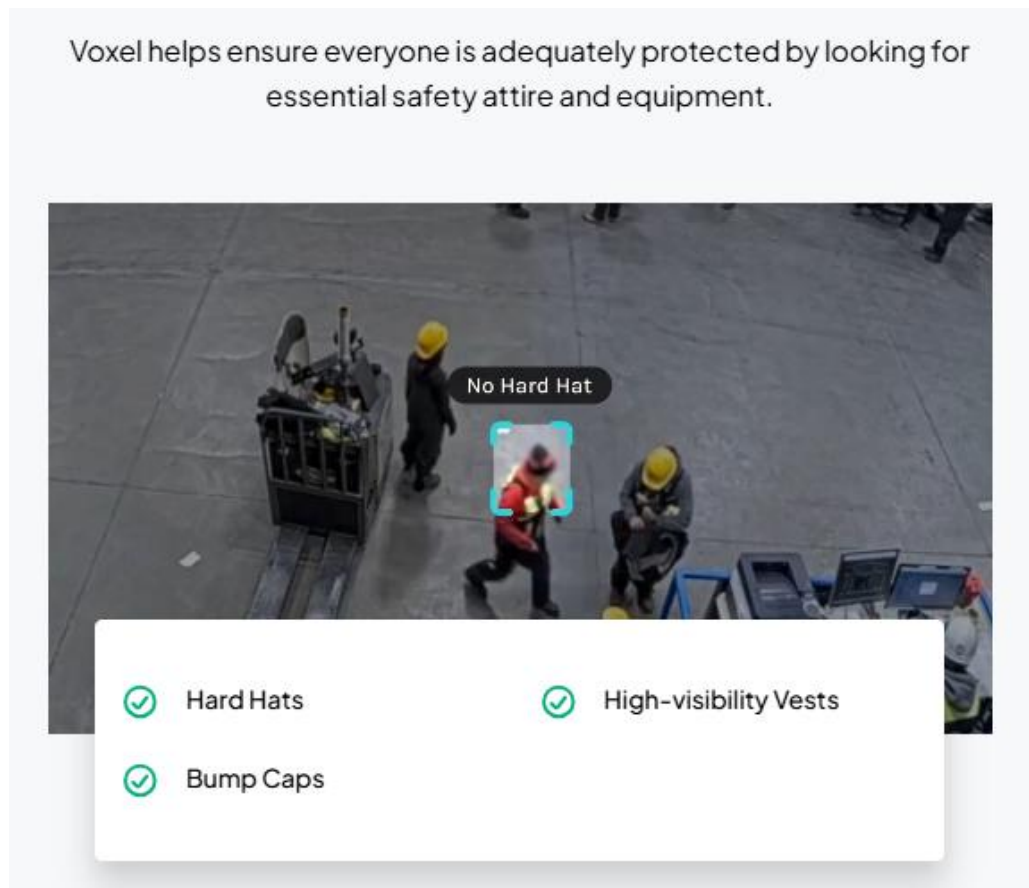 Voxel helps ensure everyone is adequately protected by looking for
essential safety attire and equipment.
No Hard Hat
Hard Hats
High-visibility Vests
Bump Caps